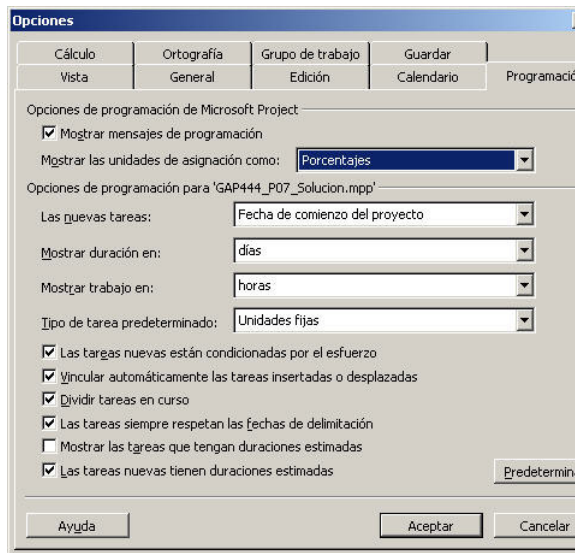 Opciones
Cálculo Ortografía Grupo de trabajo Guardar
Vista General Edición Calendario Programació
Opciones de programación de Microsoft Project
Mostrar mensajes de programación
Mostrar las unidades de asignación como: Porcentajes
Opciones de programación para 'GAP444_P07_Solucion.mpp'
Las nuevas tareas: Fecha de comienzo del proyecto
Mostrar duración en: días
Mostrar trabajo en: horas
Tipo de tarea predeterminado: Unidades fijas
Las tareas nuevas están condicionadas por el esfuerzo
Vincular automáticamente las tareas insertadas o desplazadas
Dividir tareas en curso
Las tareas siempre respetan las fechas de delimitación
Mostrar las tareas que tengan duraciones estimadas
Las tareas nuevas tienen duraciones estimadas
Predetermina
Ayuda Aceptar Cancelar